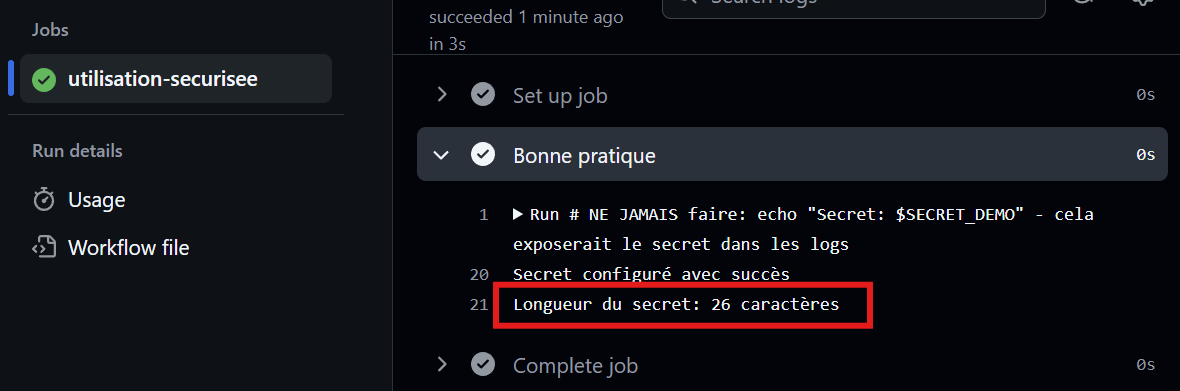 Jobs
utilisation-securisee
Run details
Usage
Workflow file
succeeded 1 minute ago
in 3s
Search logs
Set up job 0s
Bonne pratique 0s
1 Run # NE JAMAIS faire: echo "Secret: $SECRET_DEMO" - cela
exposerait le secret dans les logs
20 Secret configuré avec succès
21 Longueur du secret: 26 caractères
Complete job 0s